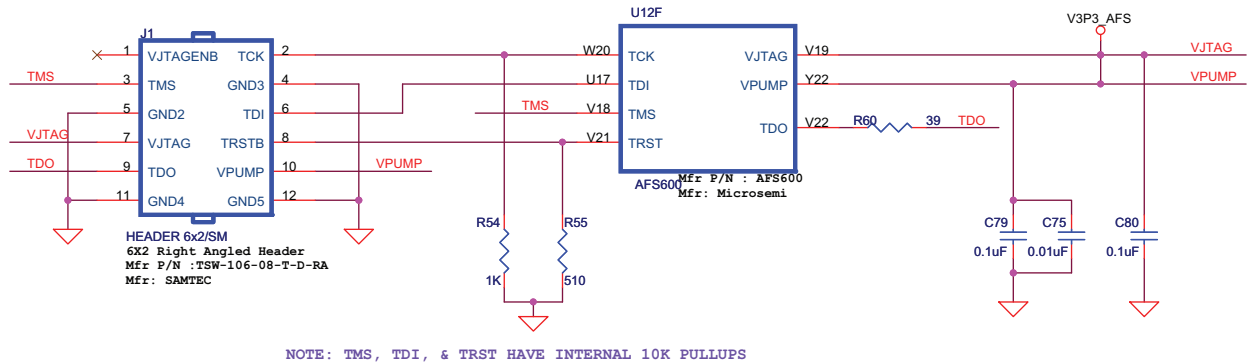 J1
1 VJTAGENB TCK 2
TMS 3 TMS GND3 4
5 GND2 TDI 6
VJTAG 7 VJTAG TRSTB 8
TDO 9 TDO VPUMP 10 VPUMP
11 GND4 GND5 12
HEADER 6x2/SM
6X2 Right Angled Header
Mfr P/N :TSW-106-08-T-D-RA
Mfr: SAMTEC
R54
1K
R55
510
U12F
W20 TCK VJTAG V19
U17 TDI VPUMP Y22
TMS V18 TMS
V21 TRST TDO V22
AFS600
Mfr P/N : AFS600
Mfr: Microsemi
R60 39 TDO
V3P3_AFS
VJTAG
VPUMP
C79
0.1uF
C75
0.01uF
C80
0.1uF
NOTE: TMS, TDI, & TRST HAVE INTERNAL 10K PULLUPS